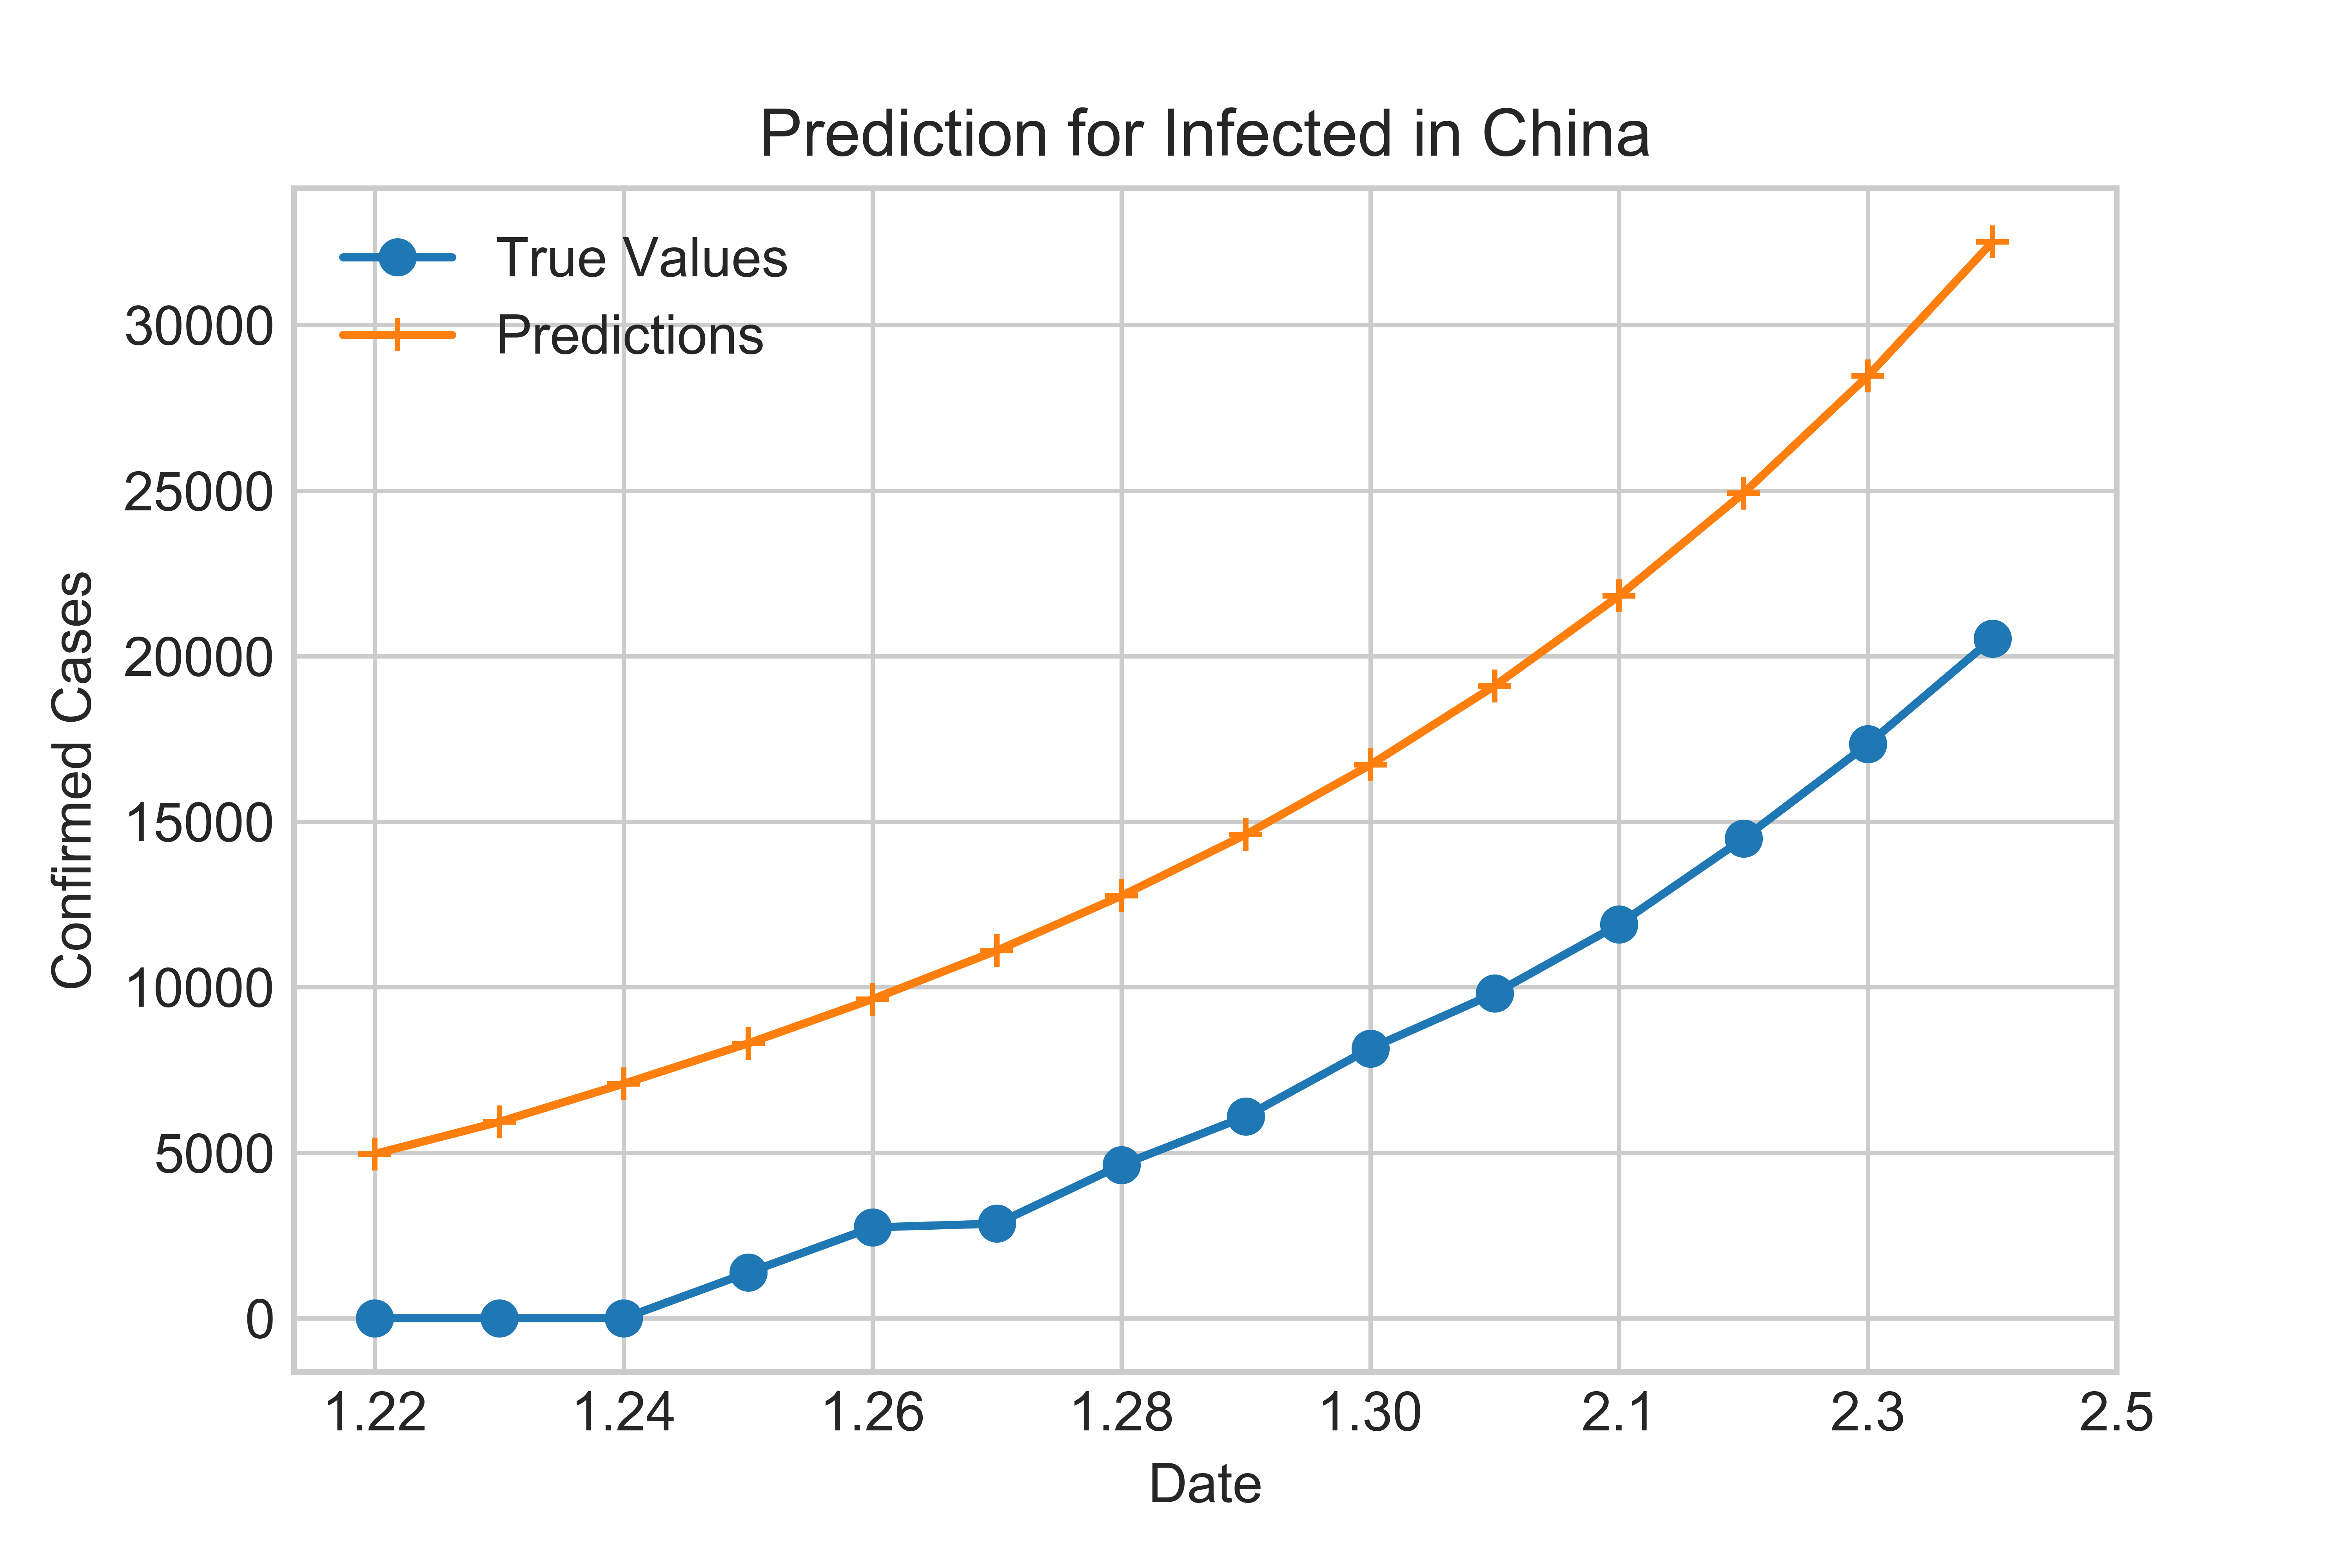 Prediction for Infected in China
True Values
Predictions
30000
25000
20000
15000
10000
5000
0
Confirmed Cases
1.22 1.24 1.26 1.28 1.30 2.1 2.3 2.5
Date